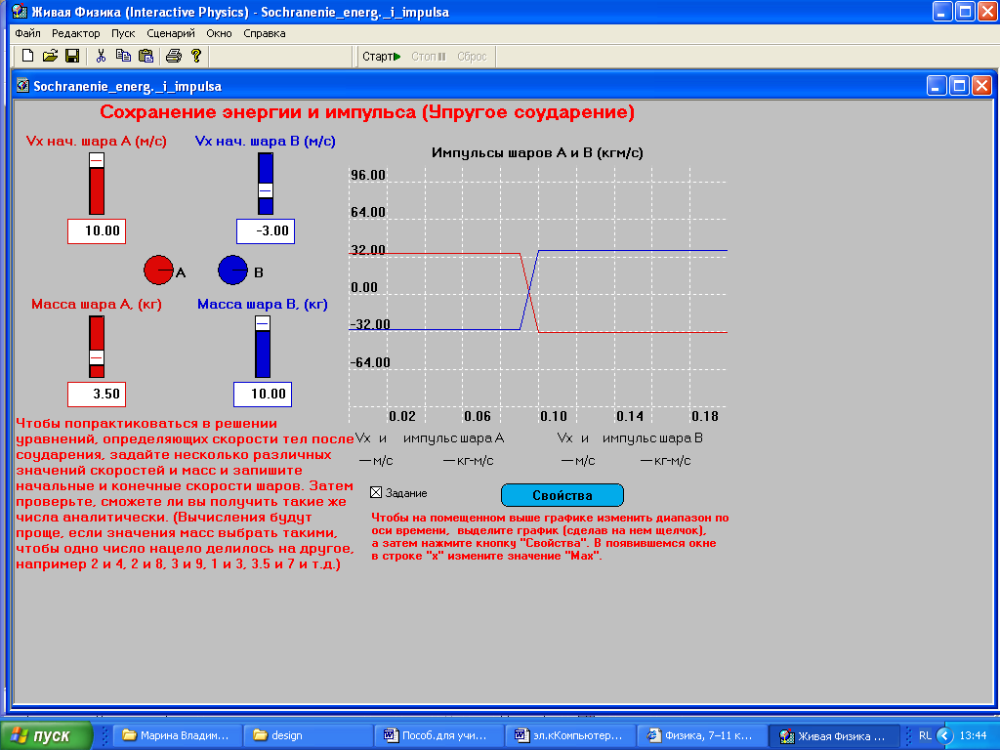 Живая Физика (Interactive Physics) - Sochranenie_energ._i_impulsa
Файл Редактор Пуск Сценарий Окно Справка
Старт Стоп Сброс
Sochranenie_energ._i_impulsa
Сохранение энергии и импульса (Упругое соударение)
Vx нач. шара A (м/с) Vx нач. шара B (м/с)
10.00 -3.00
A B
Масса шара A, (кг) Масса шара B, (кг)
3.50 10.00
Импульсы шаров A и B (кгм/с)
96.00
64.00
32.00
0.00
-32.00
-64.00
0.02 0.06 0.10 0.14 0.18
Vx и импульс шара A Vx и импульс шара B
— м/с — кг-м/с — м/с — кг-м/с
Чтобы попрактиковаться в решении
уравнений, определяющих скорости тел после
соударения, задайте несколько различных
значений скоростей и масс и запишите
начальные и конечные скорости шаров. Затем
проверьте, сможете ли вы получить такие же
числа аналитически. (Вычисления будут
проще, если значения масс выбрать такими,
чтобы одно число нацело делилось на другое,
например 2 и 4, 2 и 8, 3 и 9, 1 и 3, 3.5 и 7 и т.д.)
Задание Свойства
Чтобы на помещенном выше графике изменить диапазон по
оси времени, выделите график (сделав на нем щелчок),
а затем нажмите кнопку "Свойства". В появившемся окне
в строке "x" измените значение "Max".
пуск Марина Владим... design Пособ.для учи... эл.кКомпьютер... Физика, 7-11 к... Живая Физика ... RL 13:44